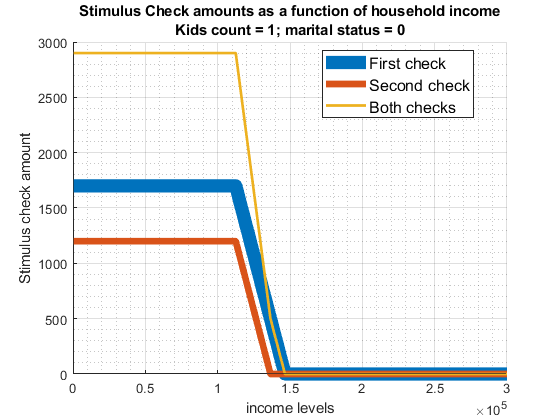 Stimulus Check amounts as a function of household income
Kids count = 1; marital status = 0
3000
2500
2000
1500
1000
500
0
Stimulus check amount
First check
Second check
Both checks
0 0.5 1 1.5 2 2.5 3
×10⁵
income levels